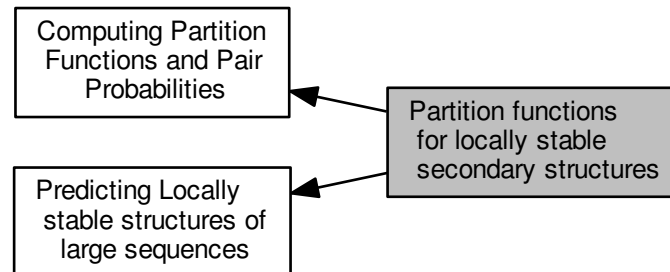 Computing Partition
Functions and Pair
Probabilities
Partition functions
for locally stable
secondary structures
Predicting Locally
stable structures of
large sequences